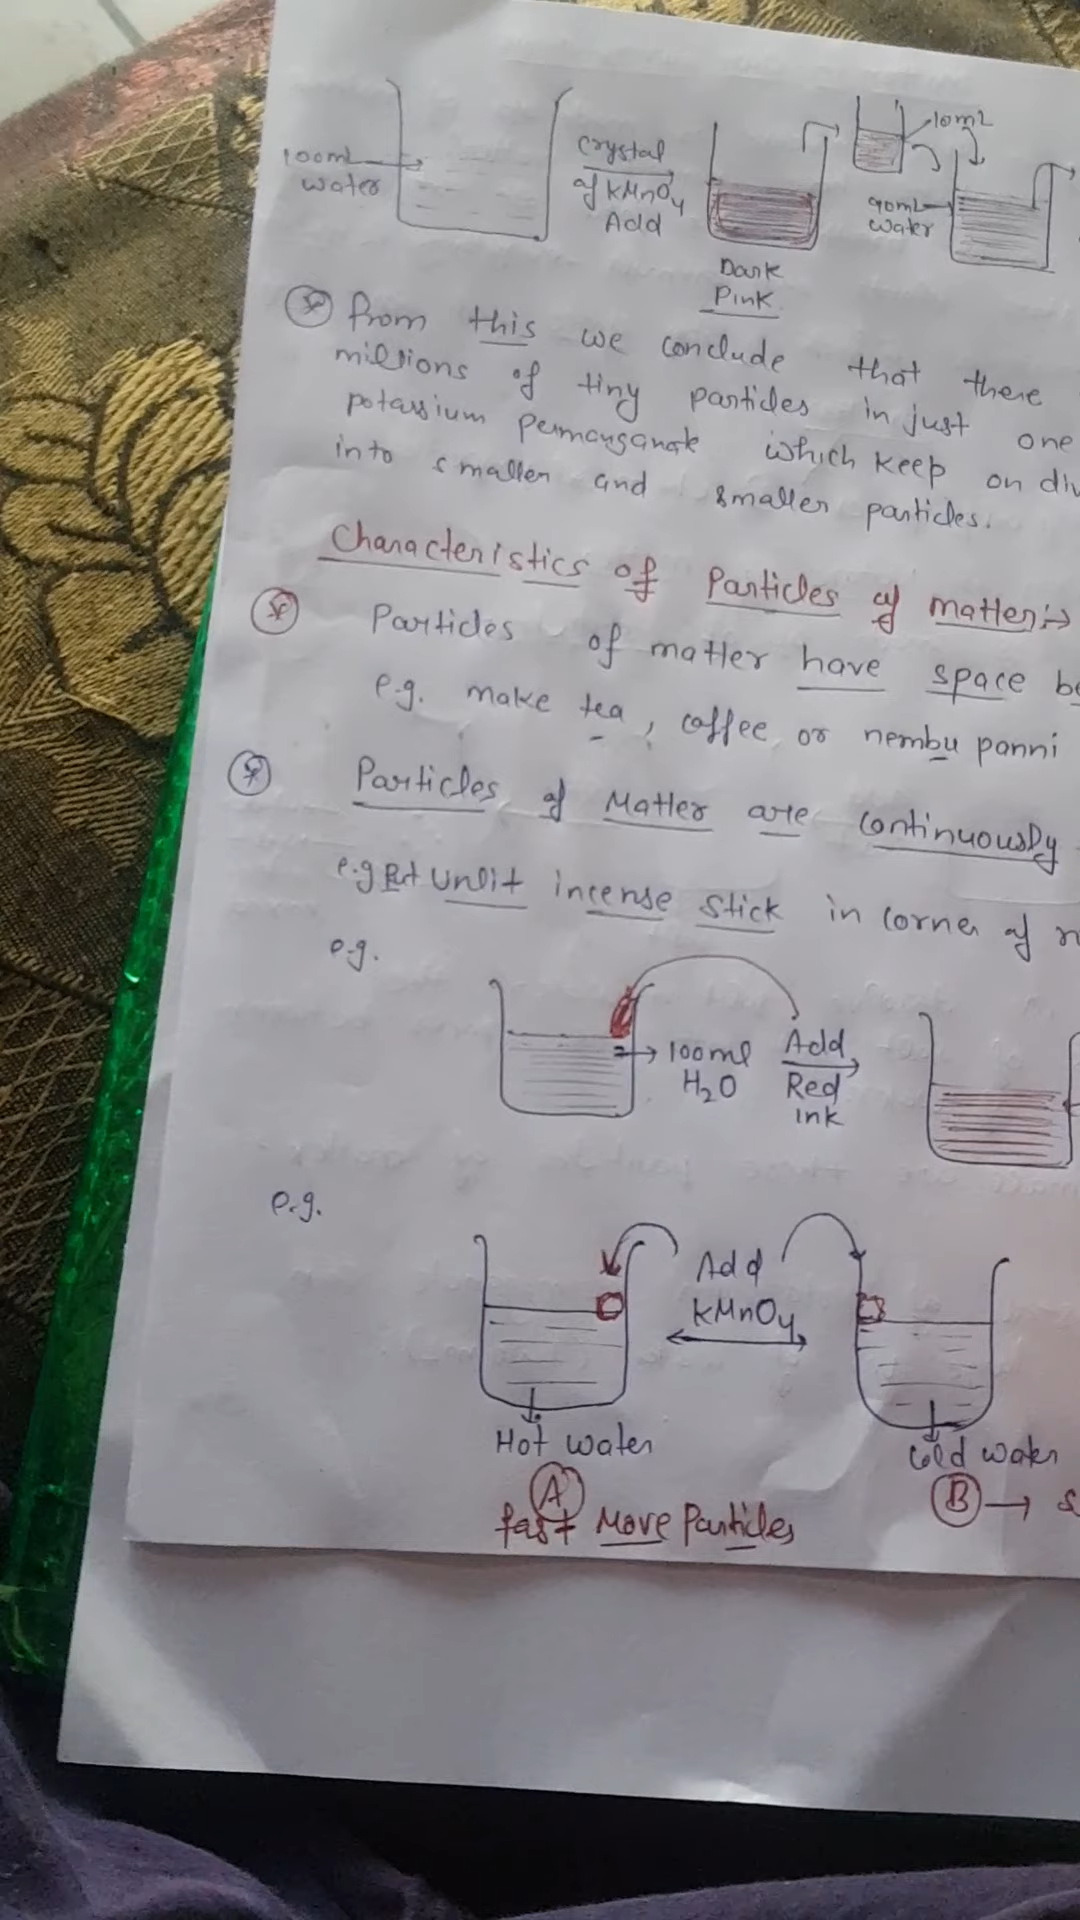 100mL
water
Crystal
of KMnO4
Add
Dark
Pink
10mL
90mL
water
from this we conclude that there
millions of tiny particles in just one
potassium permanganate which keep on div
into smaller and smaller particles.
Characteristics of Particles of matter:→
Particles of matter have space be
e.g. make tea, coffee, or nembu panni
Particles of Matter are continuously
e.g Put Unlit incense stick in corner of r
e.g.
100ml
H2O
Add
Red
ink
e.g.
Add
KMnO4
Hot water
Cold water
A
B → s
fast Move Particles